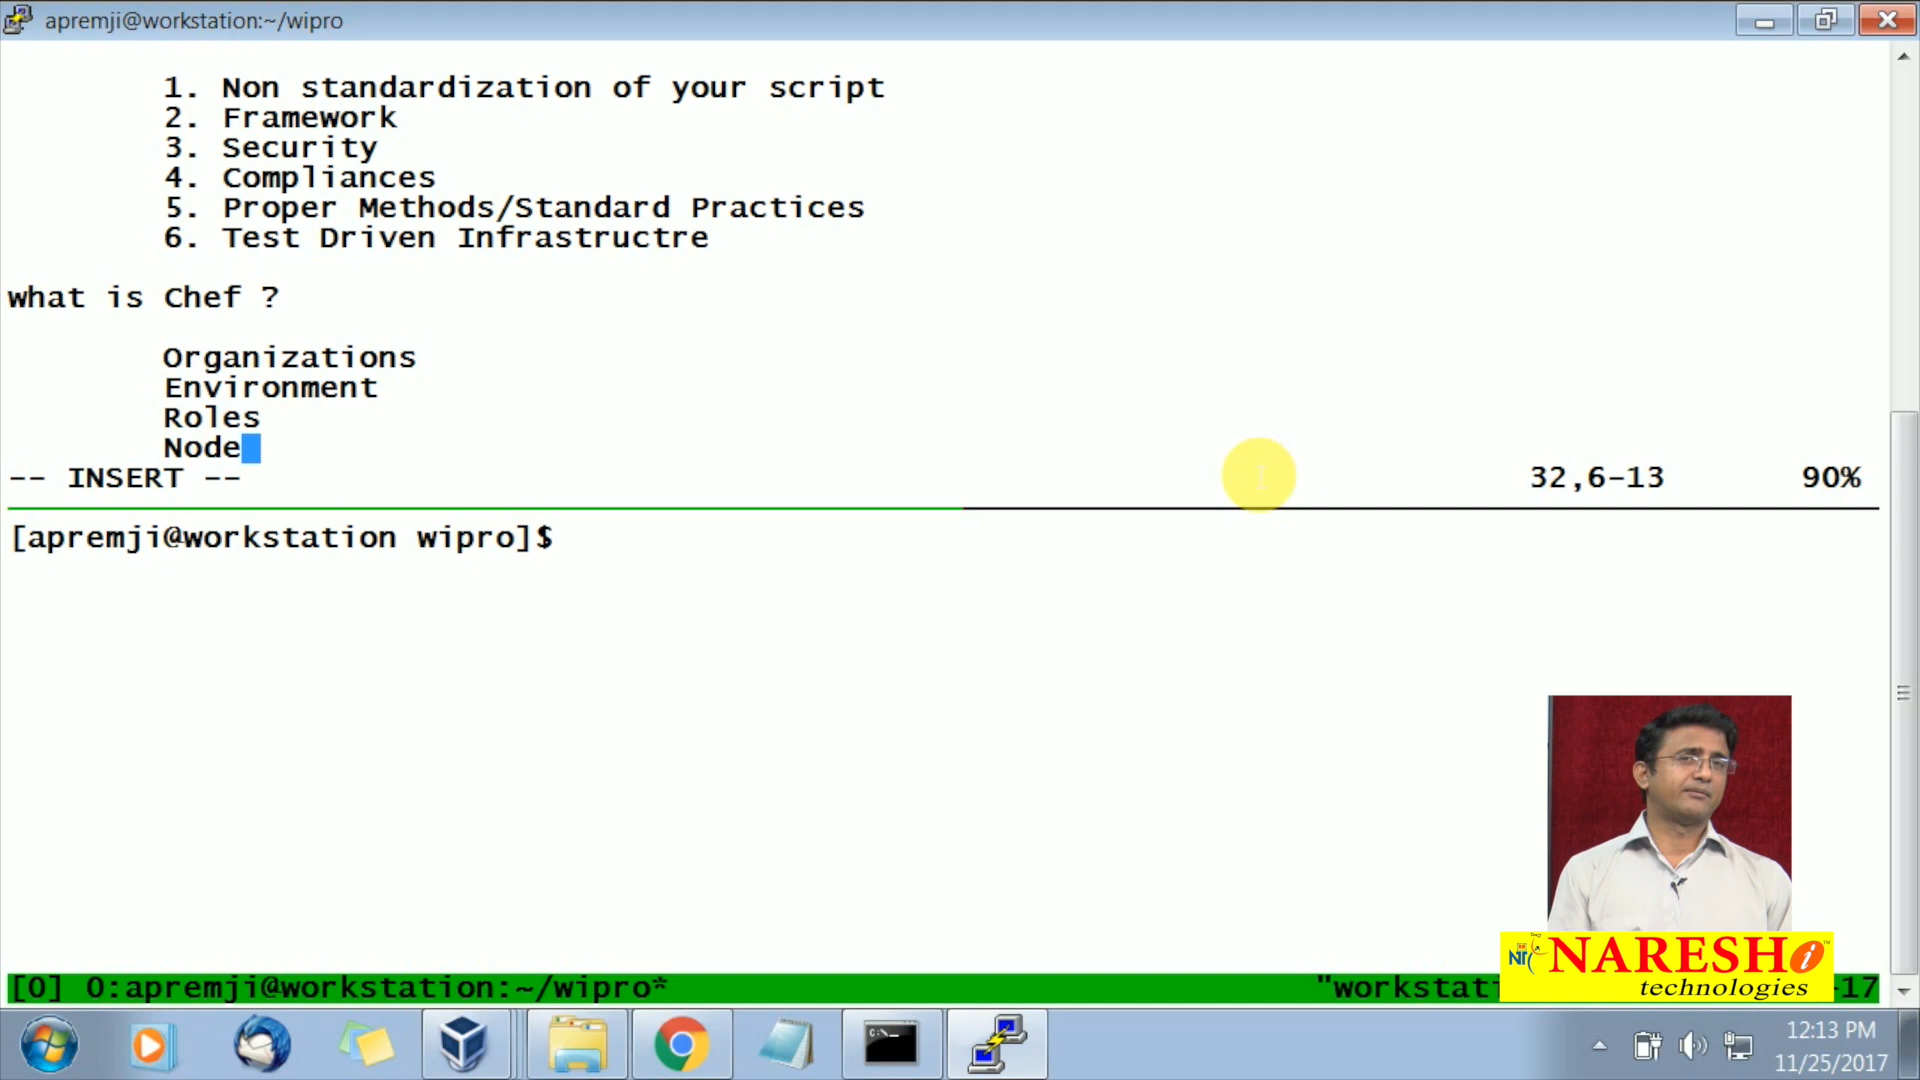 apremji@workstation:~/wipro
1. Non standardization of your script
2. Framework
3. Security
4. Compliances
5. Proper Methods/Standard Practices
6. Test Driven Infrastructre
what is Chef ?
Organizations
Environment
Roles
Node
-- INSERT --
32,6-13
90%
[apremji@workstation wipro]$
[0] 0:apremji@workstation:~/wipro*
"workstati
-17
NT
NARESH i
technologies
C:\_
12:13 PM
11/25/2017